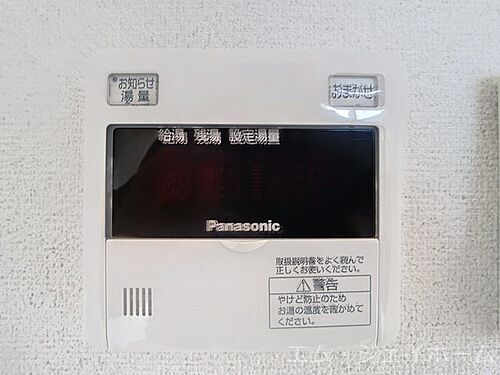 お知らせ
湯量
おまかせ
給湯 残湯 設定湯量
Panasonic
取扱説明書をよく読んで
正しくお使いください。
⚠警告
やけど防止のため
お湯の温度を確かめて
ください。